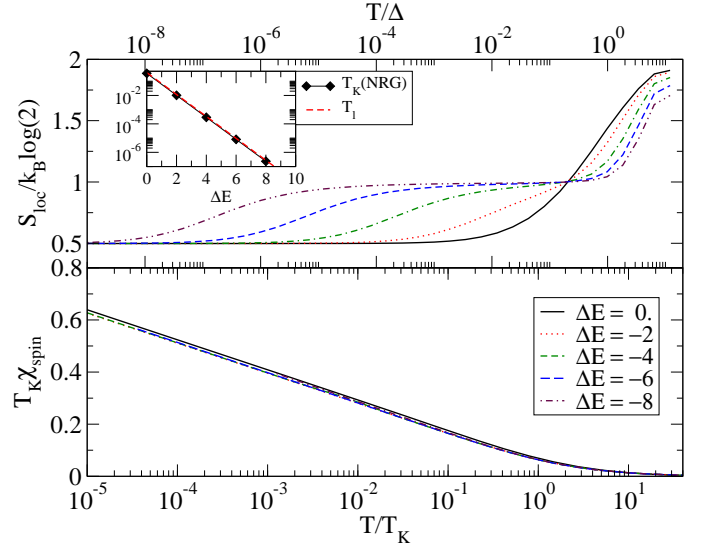 T/Δ
10^-8 10^-6 10^-4 10^-2 10^0
2
1.5
1
0.5
S_loc/k_B log(2)
10^-2
10^-4
10^-6
0 2 4 6 8 10
ΔE
T_K(NRG)
T_1
0.8
0.6
0.4
0.2
0
T_K χ_spin
ΔE = 0.
ΔE = −2
ΔE = −4
ΔE = −6
ΔE = −8
10^-5 10^-4 10^-3 10^-2 10^-1 10^0 10^1
T/T_K